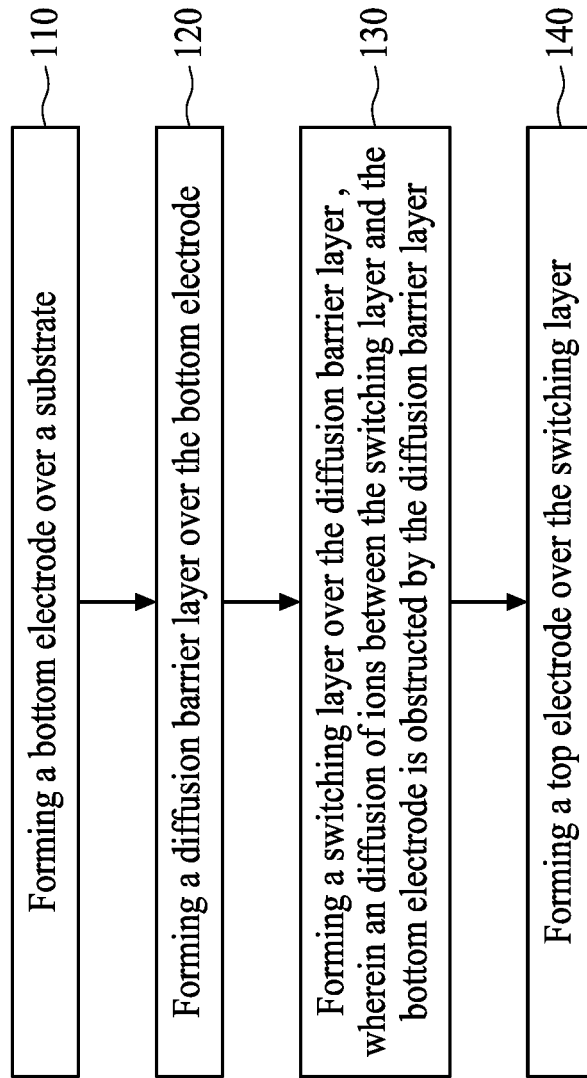 Forming a bottom electrode over a substrate
110
Forming a diffusion barrier layer over the bottom electrode
120
Forming a switching layer over the diffusion barrier layer ,
wherein an diffusion of ions between the switching layer and the
bottom electrode is obstructed by the diffusion barrier layer
130
Forming a top electrode over the switching layer
140